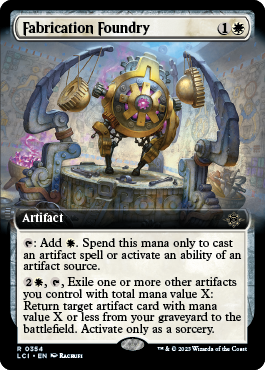 Fabrication Foundry 1
Artifact
: Add . Spend this mana only to cast
an artifact spell or activate an ability of an
artifact source.
2 , , Exile one or more other artifacts
you control with total mana value X:
Return target artifact card with mana
value X or less from your graveyard to the
battlefield. Activate only as a sorcery.
R 0354
LCI • EN Racrufi
™ & © 2023 Wizards of the Coast